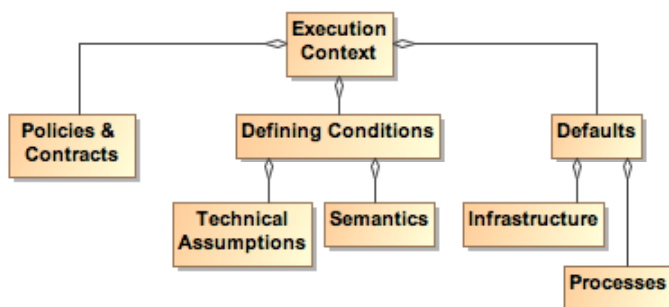 Execution
Context
Policies &
Contracts
Defining Conditions
Defaults
Technical
Assumptions
Semantics
Infrastructure
Processes